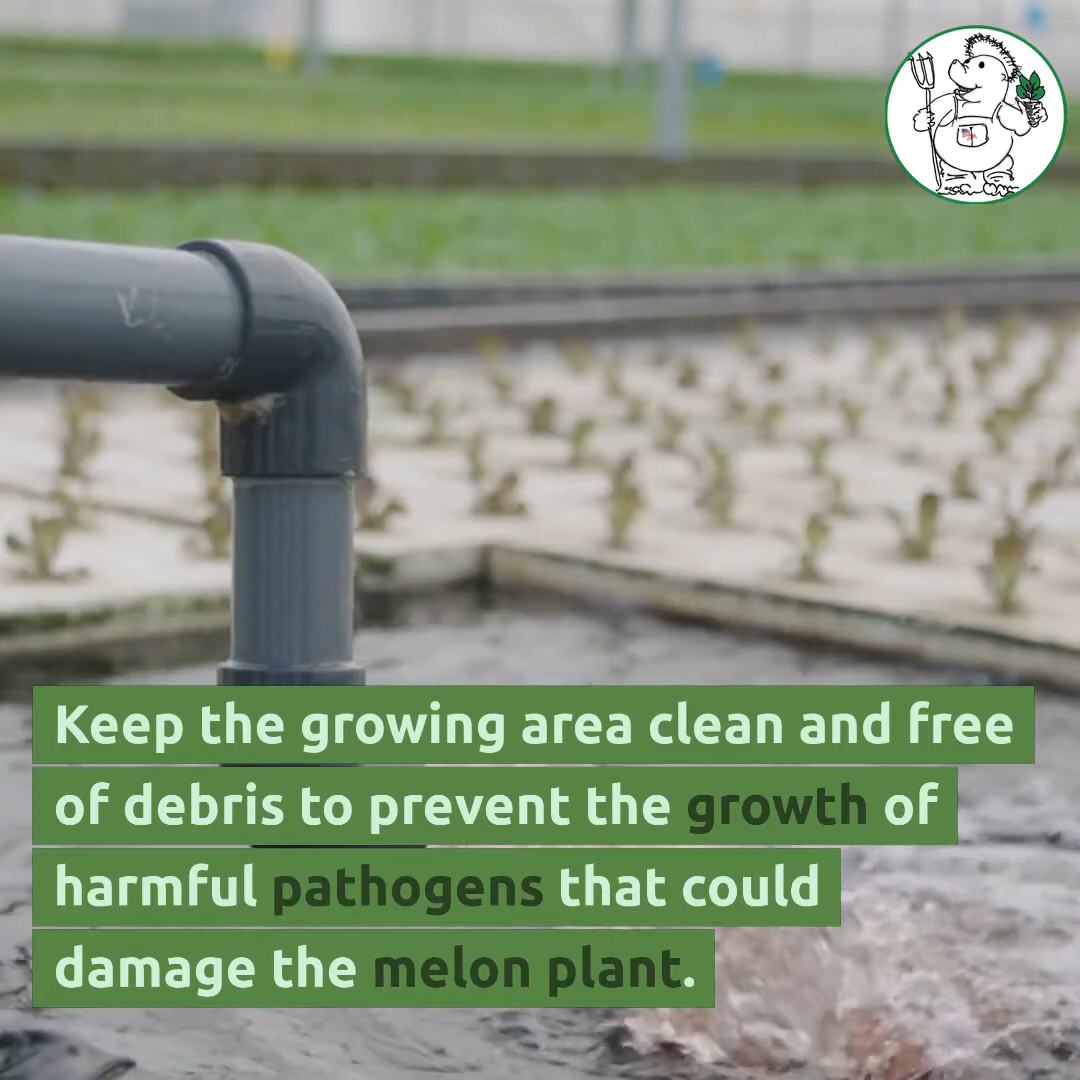 Keep the growing area clean and free
of debris to prevent the growth of
harmful pathogens that could
damage the melon plant.